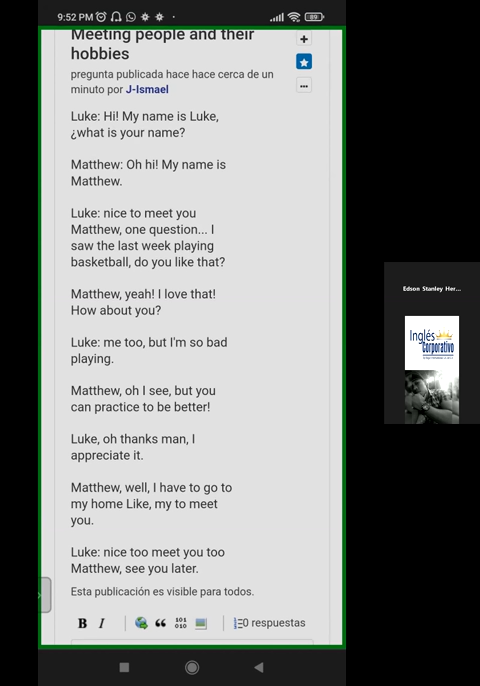 9:52 PM
89
Meeting people and their
hobbies
pregunta publicada hace hace cerca de un
minuto por J-Ismael
Luke: Hi! My name is Luke,
¿what is your name?
Matthew: Oh hi! My name is
Matthew.
Luke: nice to meet you
Matthew, one question... I
saw the last week playing
basketball, do you like that?
Matthew, yeah! I love that!
How about you?
Luke: me too, but I'm so bad
playing.
Matthew, oh I see, but you
can practice to be better!
Luke, oh thanks man, I
appreciate it.
Matthew, well, I have to go to
my home Like, my to meet
you.
Luke: nice too meet you too
Matthew, see you later.
Esta publicación es visible para todos.
B I 101 010 0 respuestas
Edson Stanley Her...
Inglés
Corporativo